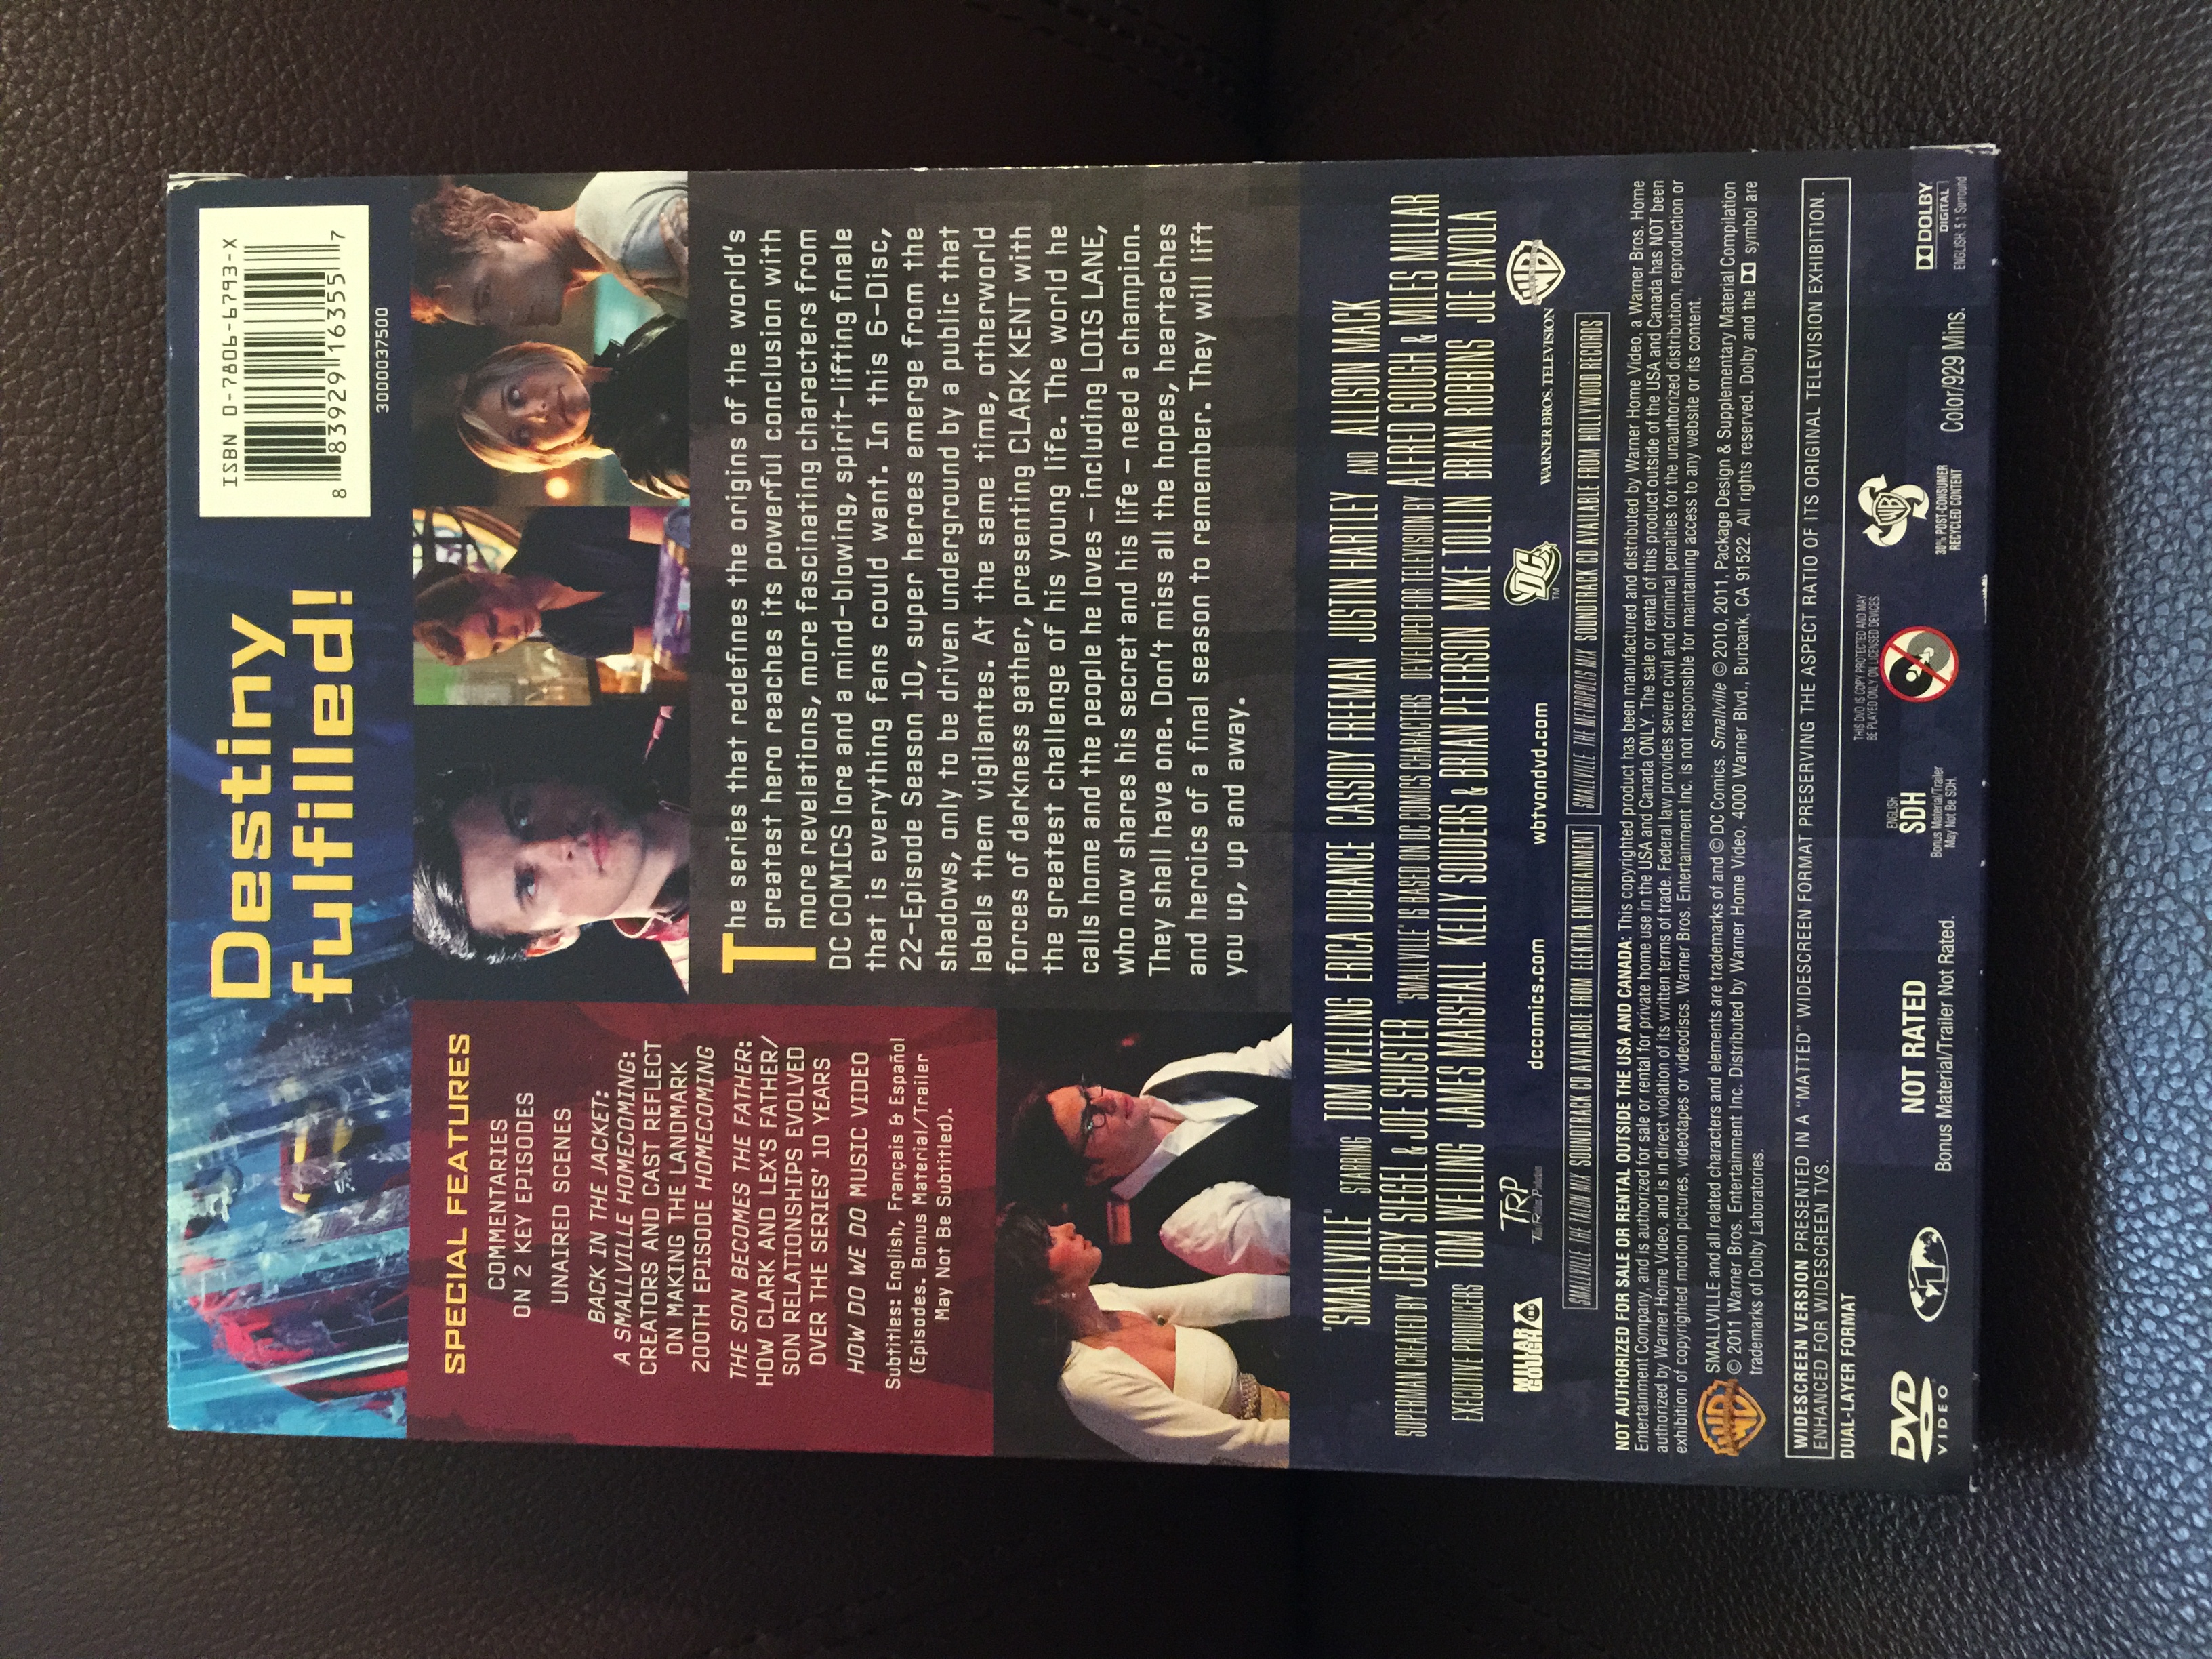 Destiny
fulfilled!
ISBN 0-7806-6793-X
8 83929 16355 7
3000037500
SPECIAL FEATURES
COMMENTARIES
ON 2 KEY EPISODES
UNAIRED SCENES
BACK IN THE JACKET:
A SMALLVILLE HOMECOMING:
CREATORS AND CAST REFLECT
ON MAKING THE LANDMARK
200TH EPISODE HOMECOMING
THE SON BECOMES THE FATHER:
HOW CLARK AND LEX'S FATHER/
SON RELATIONSHIPS EVOLVED
OVER THE SERIES' 10 YEARS
HOW DO WE DO MUSIC VIDEO
Subtitles: English, Français & Español
(Episodes. Bonus Material/Trailer
May Not Be Subtitled).
The series that redefines the origins of the world's
greatest hero reaches its powerful conclusion with
more revelations, more fascinating characters from
DC COMICS lore and a mind-blowing, spirit-lifting finale
that is everything fans could want. In this 6-Disc,
22-Episode Season 10, super heroes emerge from the
shadows, only to be driven underground by a public that
labels them vigilantes. At the same time, otherworld
forces of darkness gather, presenting CLARK KENT with
the greatest challenge of his young life. The world he
calls home and the people he loves – including LOIS LANE,
who now shares his secret and his life – need a champion.
They shall have one. Don't miss all the hopes, heartaches
and heroics of a final season to remember. They will lift
you up, up and away.
"SMALLVILLE" STARRING TOM WELLING ERICA DURANCE CASSIDY FREEMAN JUSTIN HARTLEY AND ALLISON MACK
SUPERMAN CREATED BY JERRY SIEGEL & JOE SHUSTER "SMALLVILLE" IS BASED ON DC COMICS CHARACTERS DEVELOPED FOR TELEVISION BY ALFRED GOUGH & MILES MILLAR
EXECUTIVE PRODUCERS TOM WELLING JAMES MARSHALL KELLY SOUDERS & BRIAN PETERSON MIKE TOLLIN BRIAN ROBBINS JOE DAVOLA
MILLAR
GOUGH INK
TRP
Tollin/Robbins Productions
dccomics.com
wbtvondvd.com
DC
TM
WARNER BROS. TELEVISION
WB
SMALLVILLE: THE TALON MIX SOUNDTRACK CD AVAILABLE FROM ELEKTRA ENTERTAINMENT
SMALLVILLE: THE METROPOLIS MIX SOUNDTRACK CD AVAILABLE FROM HOLLYWOOD RECORDS
NOT AUTHORIZED FOR SALE OR RENTAL OUTSIDE THE USA AND CANADA: This copyrighted product has been manufactured and distributed by Warner Home Video, a Warner Bros. Home
Entertainment Company, and is authorized for sale or rental for private home use in the USA and Canada ONLY. The sale or rental of this product outside of the USA and Canada has NOT been
authorized by Warner Home Video, and is in direct violation of its written terms of trade. Federal law provides severe civil and criminal penalties for the unauthorized distribution, reproduction or
exhibition of copyrighted motion pictures, videotapes or videodiscs. Warner Bros. Entertainment Inc. is not responsible for maintaining access to any website or its content.
WB
SMALLVILLE and all related characters and elements are trademarks of and © DC Comics. Smallville © 2010, 2011, Package Design & Supplementary Material Compilation
© 2011 Warner Bros. Entertainment Inc. Distributed by Warner Home Video, 4000 Warner Blvd., Burbank, CA 91522. All rights reserved. Dolby and the symbol are
trademarks of Dolby Laboratories.
WIDESCREEN VERSION PRESENTED IN A "MATTED" WIDESCREEN FORMAT PRESERVING THE ASPECT RATIO OF ITS ORIGINAL TELEVISION EXHIBITION.
ENHANCED FOR WIDESCREEN TVS.
DUAL-LAYER FORMAT
DVD
VIDEO
1
NOT RATED
Bonus Material/Trailer Not Rated.
ENGLISH
SDH
Bonus Material/Trailer
May Not Be SDH.
THIS DVD IS COPY PROTECTED AND MAY
BE PLAYED ONLY ON LICENSED DEVICES.
WB
30% POST-CONSUMER
RECYCLED CONTENT
Color/929 Mins.
DOLBY
DIGITAL
ENGLISH: 5.1 Surround